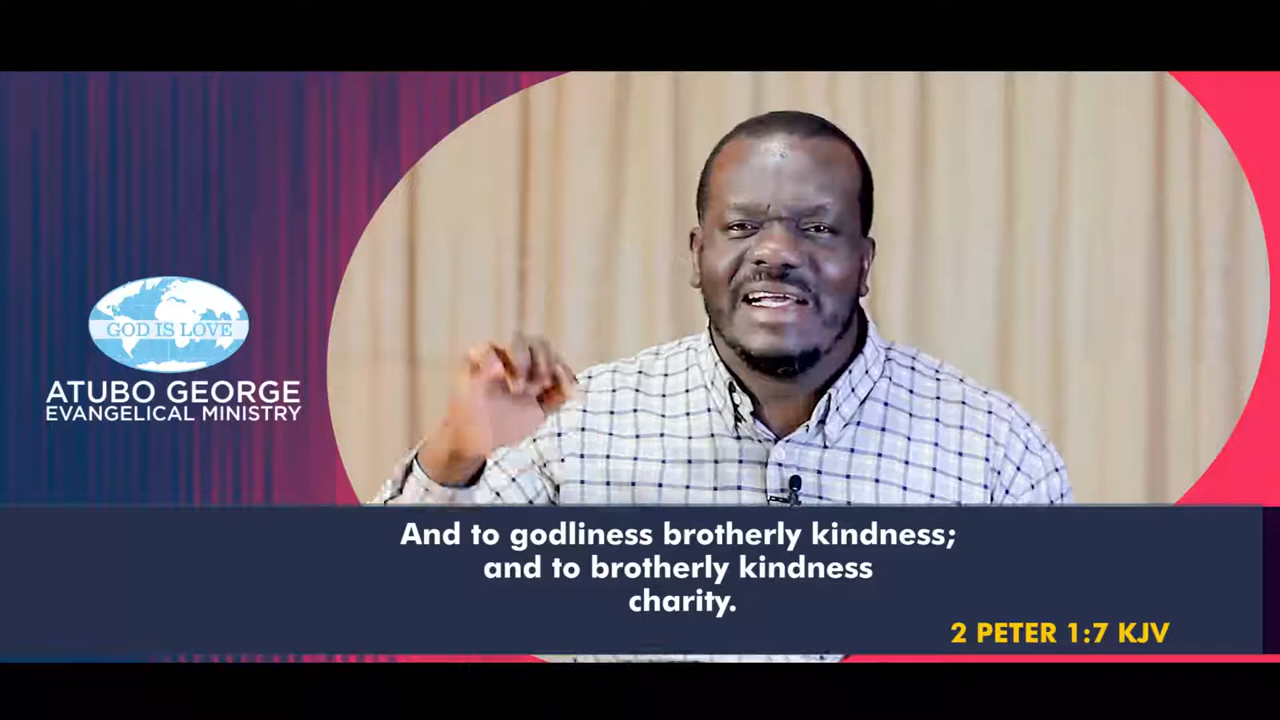 GOD IS LOVE
ATUBO GEORGE
EVANGELICAL MINISTRY
And to godliness brotherly kindness;
and to brotherly kindness
charity.
2 PETER 1:7 KJV